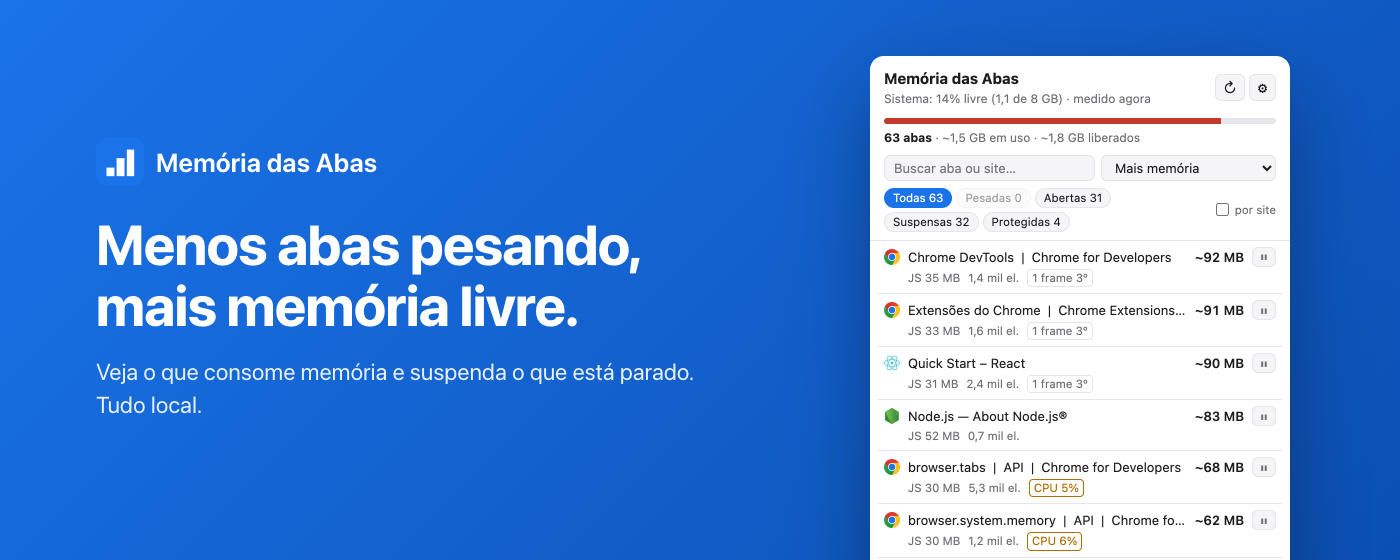 Memória das Abas
Menos abas pesando,
mais memória livre.
Veja o que consome memória e suspenda o que está parado.
Tudo local.
Memória das Abas
Sistema: 14% livre (1,1 de 8 GB) · medido agora
63 abas · ~1,5 GB em uso · ~1,8 GB liberados
Buscar aba ou site...
Mais memória
Todas 63 Pesadas 0 Abertas 31
Suspensas 32 Protegidas 4
por site
Chrome DevTools | Chrome for Developers ~92 MB
JS 35 MB 1,4 mil el. 1 frame 3º
Extensões do Chrome | Chrome Extensions... ~91 MB
JS 33 MB 1,6 mil el. 1 frame 3º
Quick Start – React ~90 MB
JS 31 MB 2,4 mil el. 1 frame 3º
Node.js — About Node.js® ~83 MB
JS 52 MB 0,7 mil el.
browser.tabs | API | Chrome for Developers ~68 MB
JS 30 MB 5,3 mil el. CPU 5%
browser.system.memory | API | Chrome fo... ~62 MB
JS 30 MB 1,2 mil el. CPU 6%